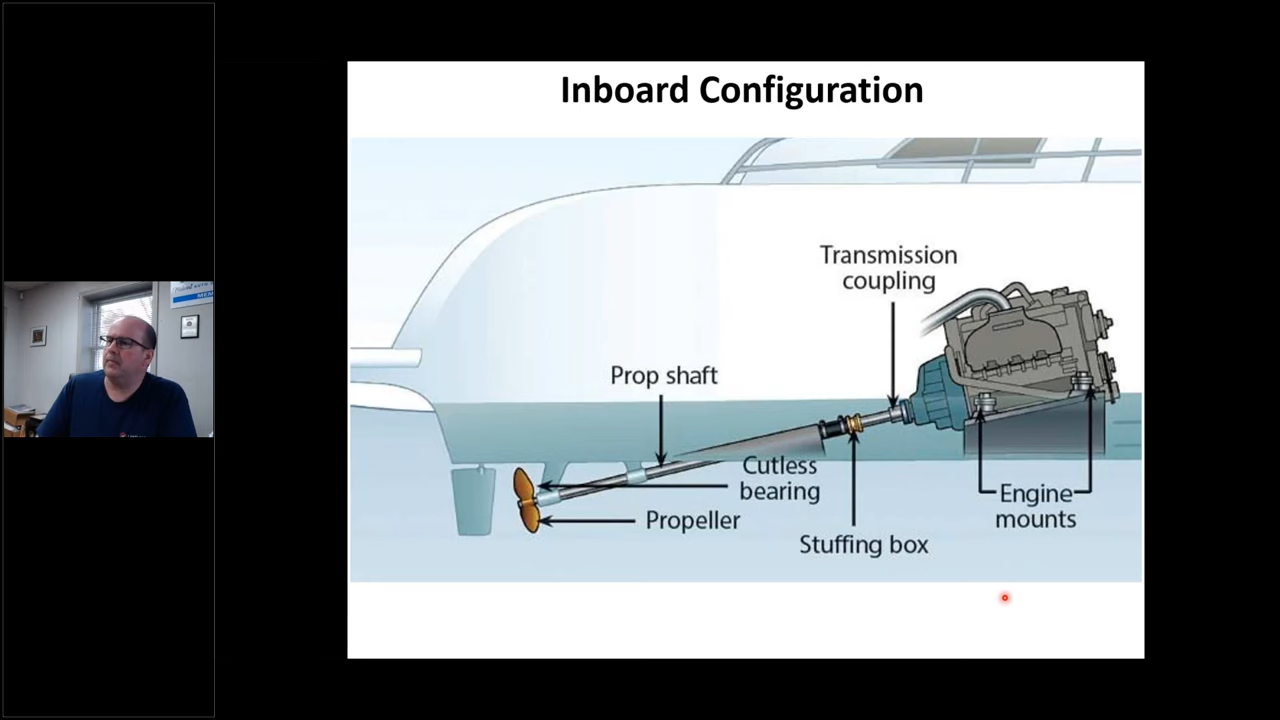 Inboard Configuration
Transmission
coupling
Prop shaft
Cutless
bearing
Propeller
Engine
mounts
Stuffing box